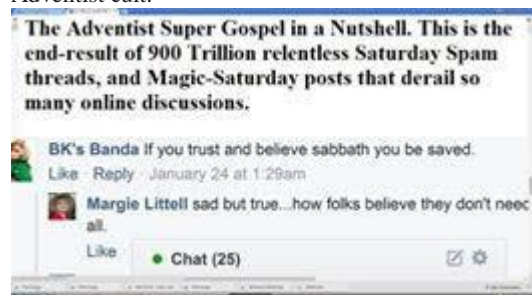 Adventist edit.
The Adventist Super Gospel in a Nutshell. This is the
end-result of 900 Trillion relentless Saturday Spam
threads, and Magic-Saturday posts that derail so
many online discussions.
BK's Banda If you trust and believe sabbath you be saved.
Like · Reply · January 24 at 1:29am
Margie Littell sad but true...how folks believe they don't need
all.
Like
Chat (25)